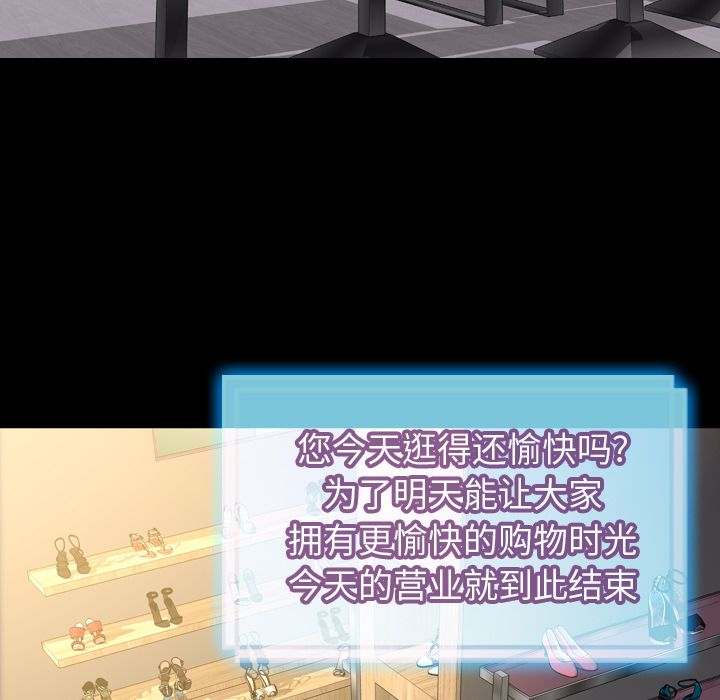 您今天逛得还愉快吗?
为了明天能让大家
拥有更愉快的购物时光
今天的营业就到此结束